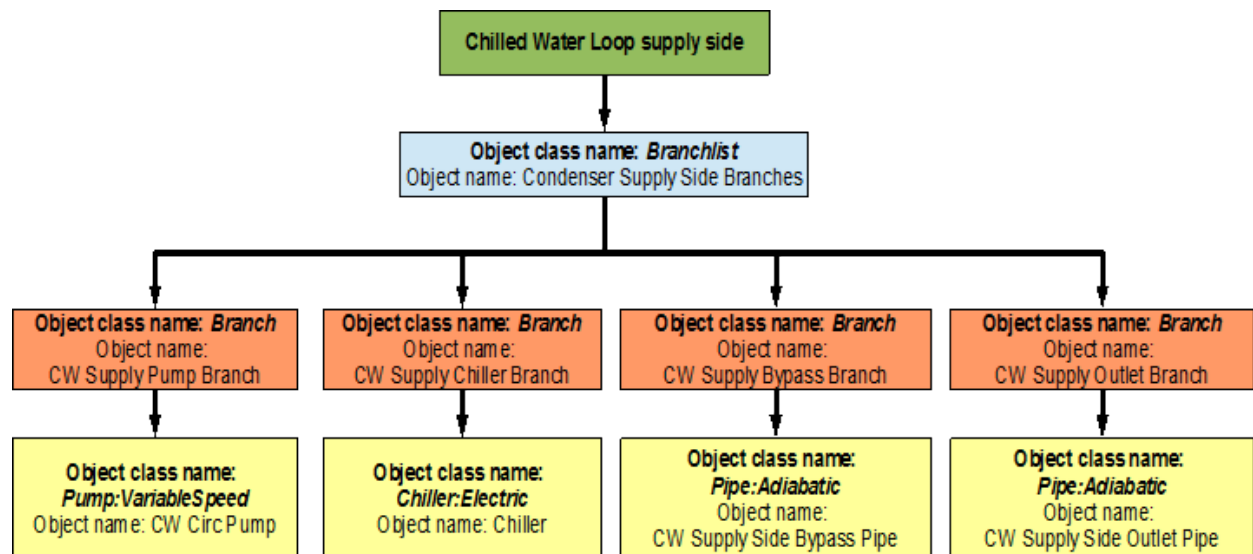 Chilled Water Loop supply side
Object class name: Branchlist
Object name: Condenser Supply Side Branches
Object class name: Branch
Object name:
CW Supply Pump Branch
Object class name: Branch
Object name:
CW Supply Chiller Branch
Object class name: Branch
Object name:
CW Supply Bypass Branch
Object class name: Branch
Object name:
CW Supply Outlet Branch
Object class name:
Pump:VariableSpeed
Object name: CW Circ Pump
Object class name:
Chiller:Electric
Object name: Chiller
Object class name:
Pipe:Adiabatic
Object name:
CW Supply Side Bypass Pipe
Object class name:
Pipe:Adiabatic
Object name:
CW Supply Side Outlet Pipe